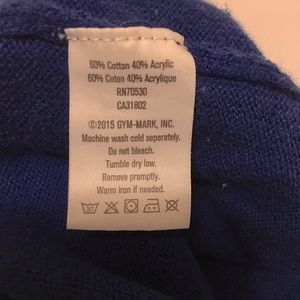 60% Cotton 40% Acrylic
60% Coton 40% Acrylique
RN70530
CA31802
©2015 GYM-MARK, INC.
Machine wash cold separately.
Do not bleach.
Tumble dry low.
Remove promptly.
Warm iron if needed.
30